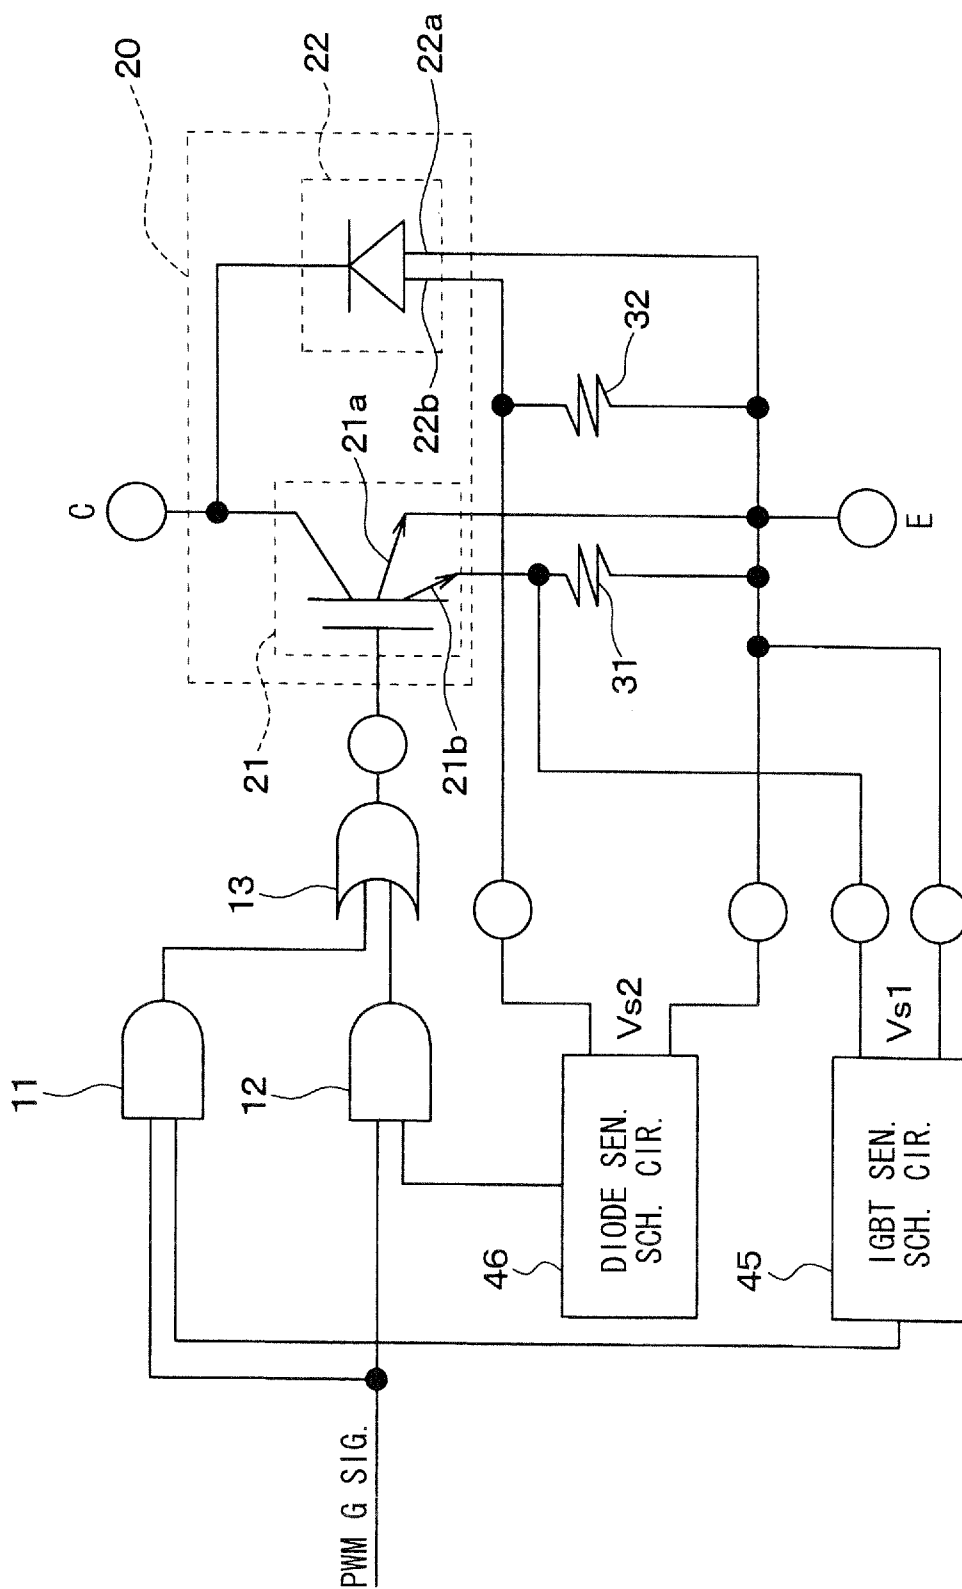 20
22
22a
C
21a
22b
32
21
21b
31
E
13
11
12
Vs2
Vs1
DIODE SEN.
SCH. CIR.
46
IGBT SEN.
SCH. CIR.
45
PWM G SIG.